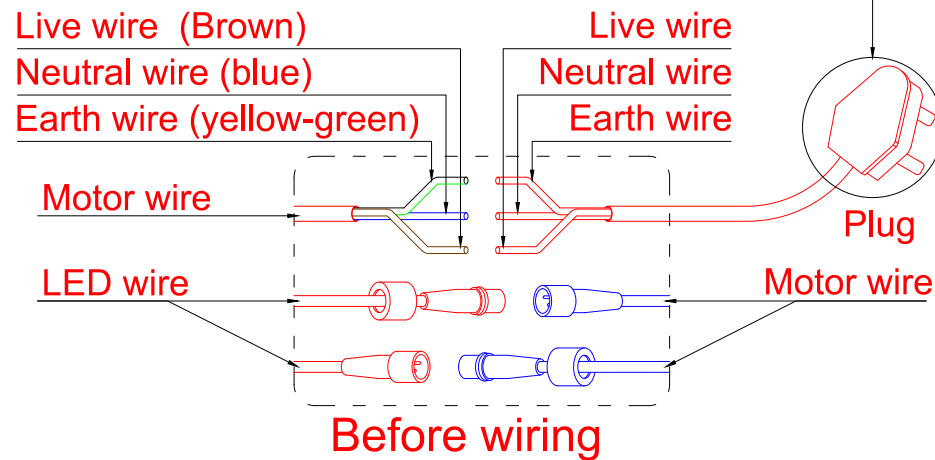 Live wire (Brown)
Live wire
Neutral wire (blue)
Neutral wire
Earth wire (yellow-green)
Earth wire
Motor wire
Plug
LED wire
Motor wire
Before wiring